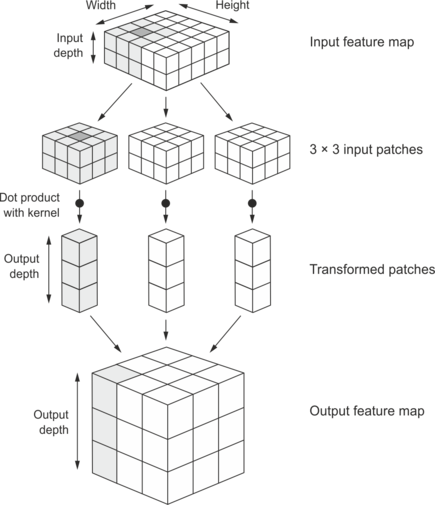 Width
Height
Input
depth
Input feature map
3 × 3 input patches
Dot product
with kernel
Output
depth
Transformed patches
Output
depth
Output feature map